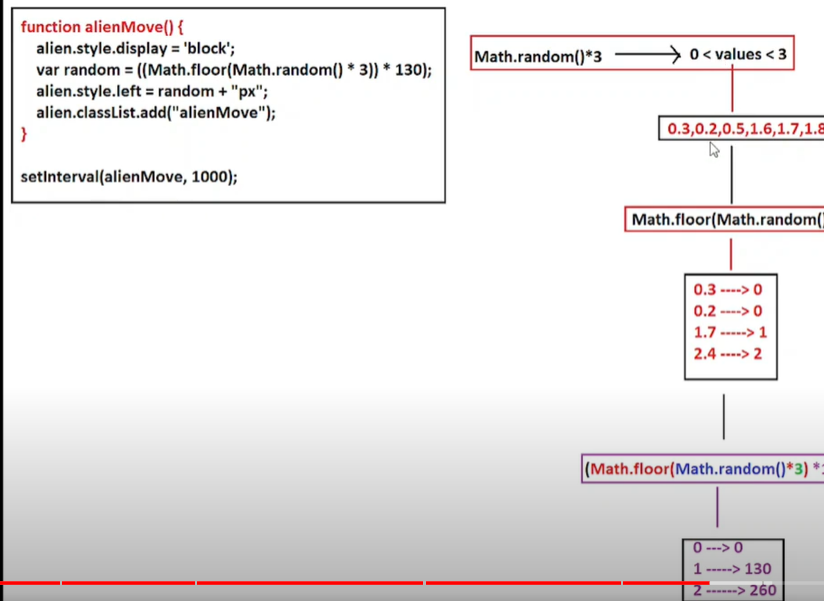 function alienMove() {
alien.style.display = 'block';
var random = ((Math.floor(Math.random() * 3)) * 130);
alien.style.left = random + "px";
alien.classList.add("alienMove");
}
setInterval(alienMove, 1000);
Math.random()*3 0 < values < 3
0.3,0.2,0.5,1.6,1.7,1.8
Math.floor(Math.random(
0.3 ----> 0
0.2 ----> 0
1.7 -----> 1
2.4 ----> 2
(Math.floor(Math.random()*3) *
0 ---> 0
1 -----> 130
2 ------> 260